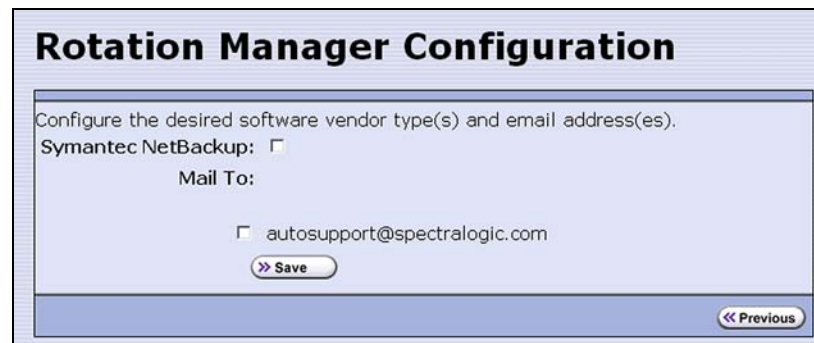 Rotation Manager Configuration
Configure the desired software vendor type(s) and email address(es).
Symantec NetBackup:
Mail To:
autosupport@spectralogic.com
Save
Previous